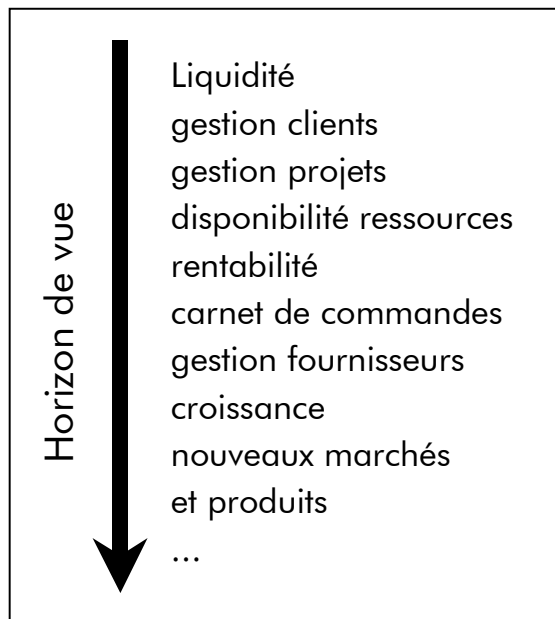 Horizon de vue
Liquidité
gestion clients
gestion projets
disponibilité ressources
rentabilité
carnet de commandes
gestion fournisseurs
croissance
nouveaux marchés
et produits
...